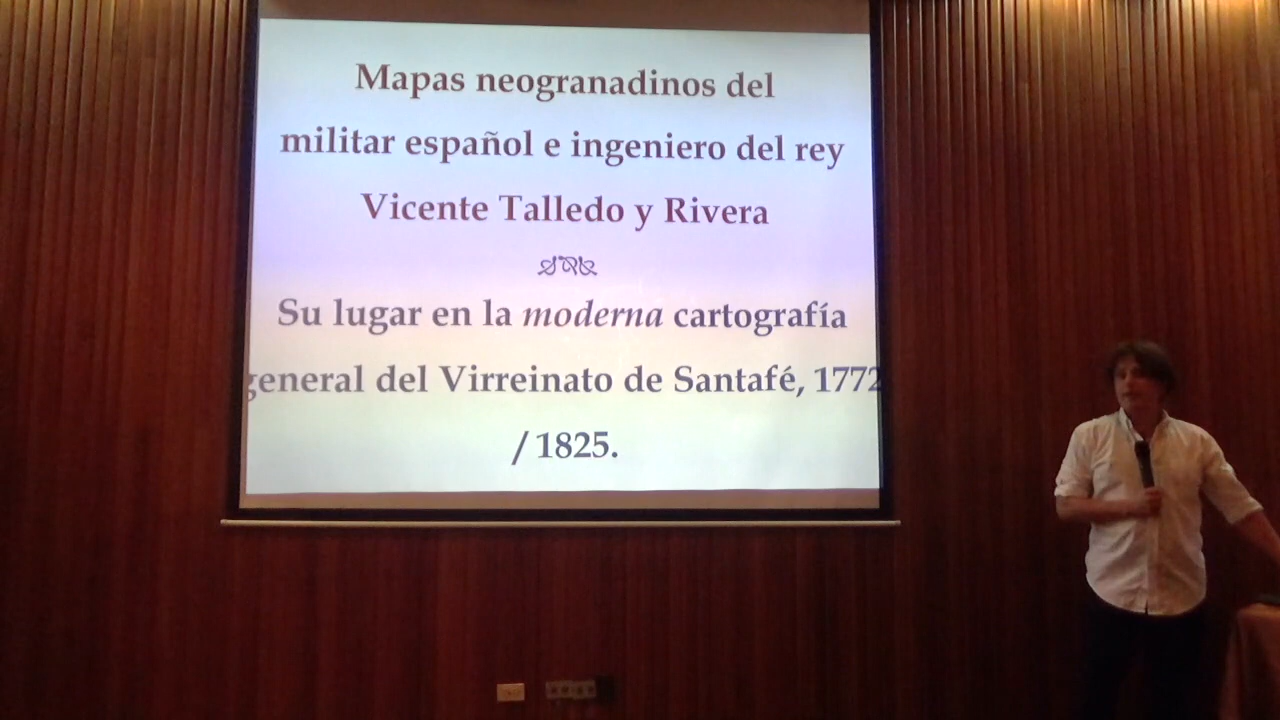 Mapas neogranadinos del
militar español e ingeniero del rey
Vicente Talledo y Rivera
Su lugar en la moderna cartografía
general del Virreinato de Santafé, 1772
/ 1825.